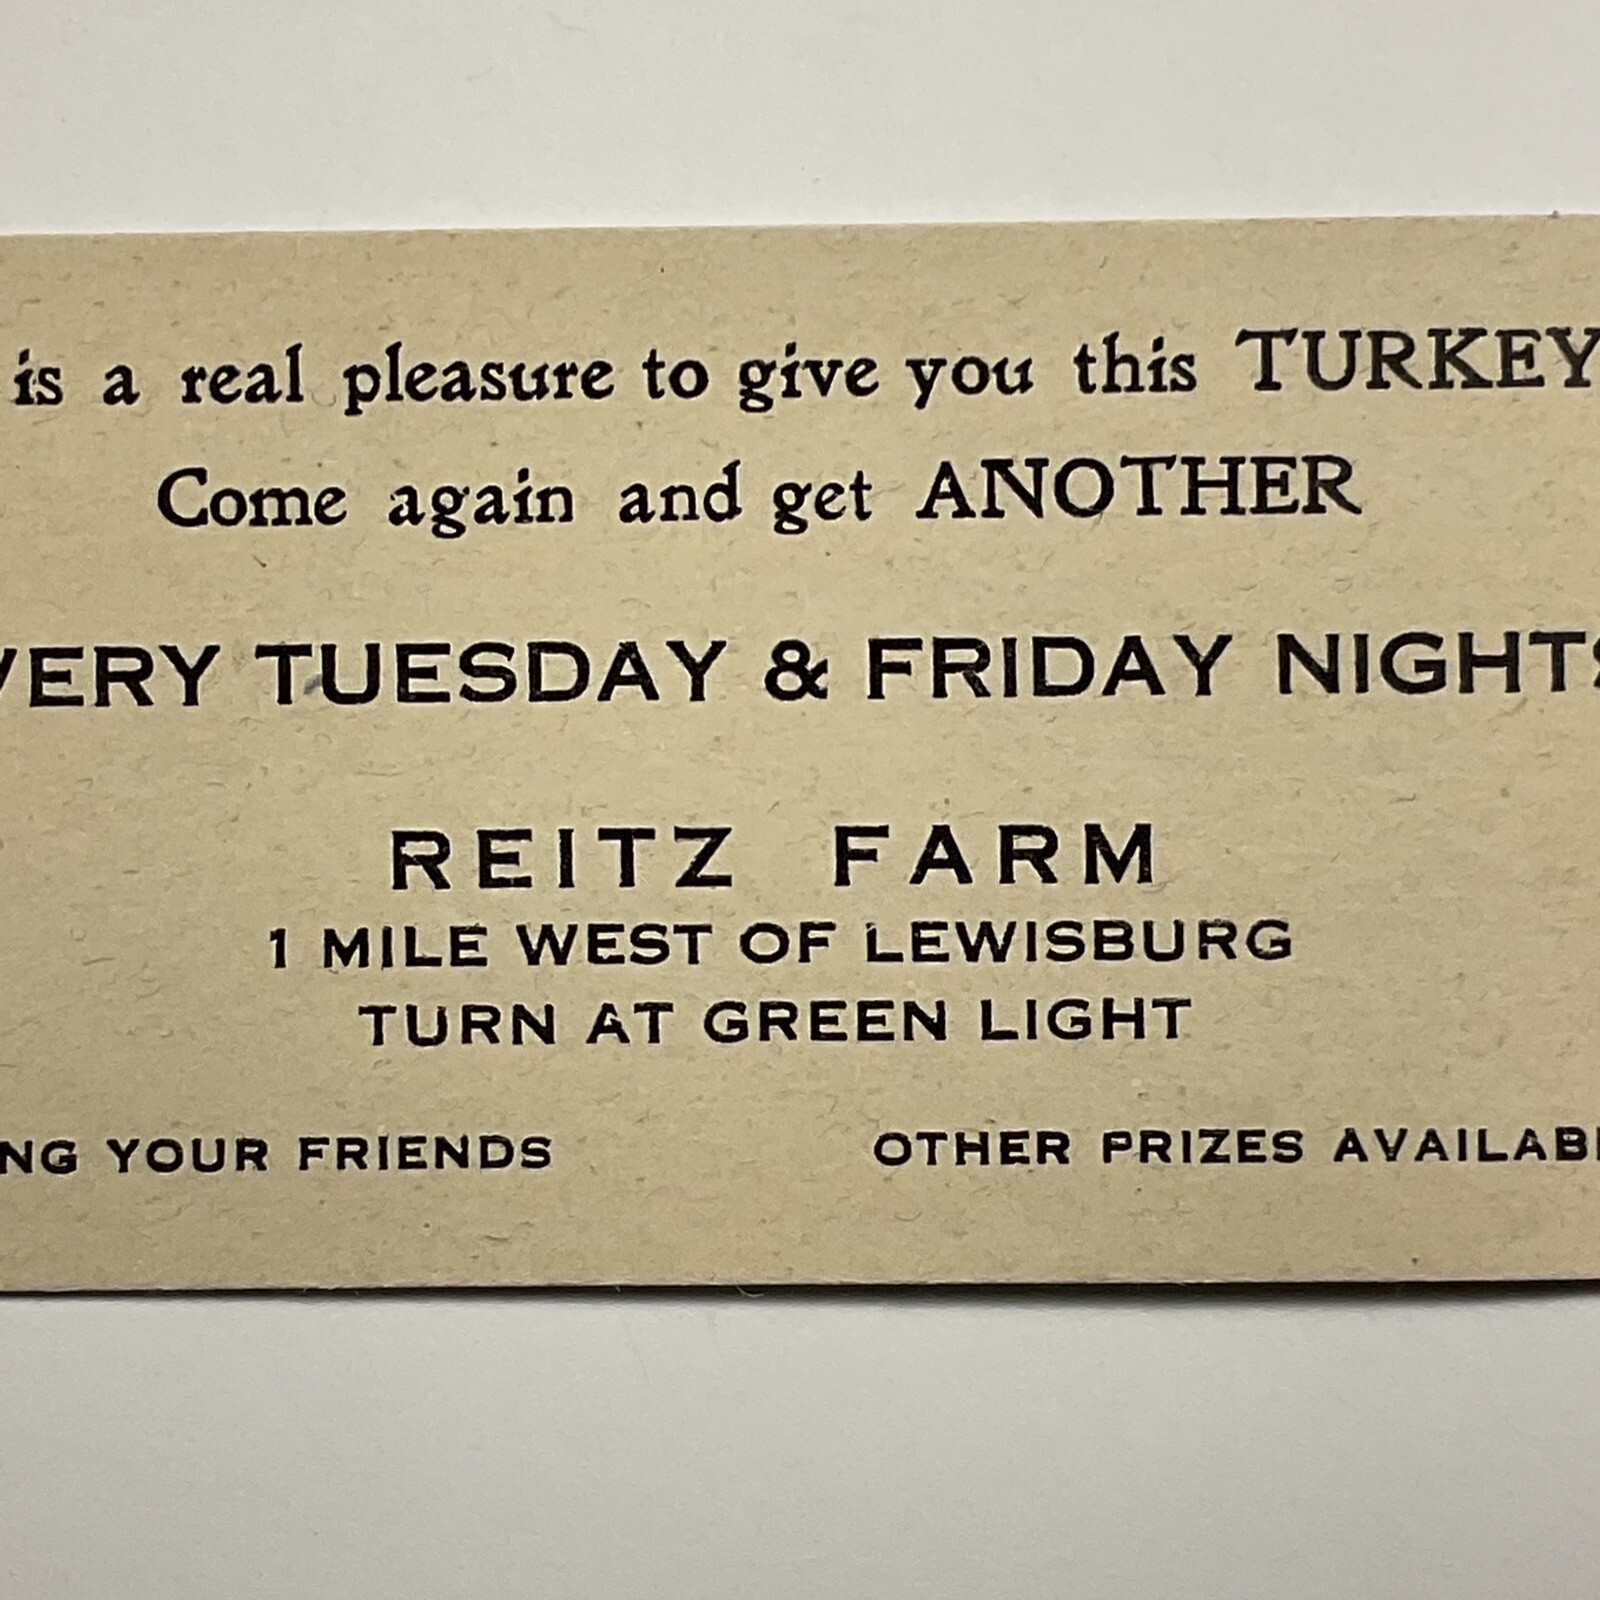 is a real pleasure to give you this TURKEY
Come again and get ANOTHER
VERY TUESDAY & FRIDAY NIGHTS
REITZ FARM
1 MILE WEST OF LEWISBURG
TURN AT GREEN LIGHT
NG YOUR FRIENDS OTHER PRIZES AVAILAB